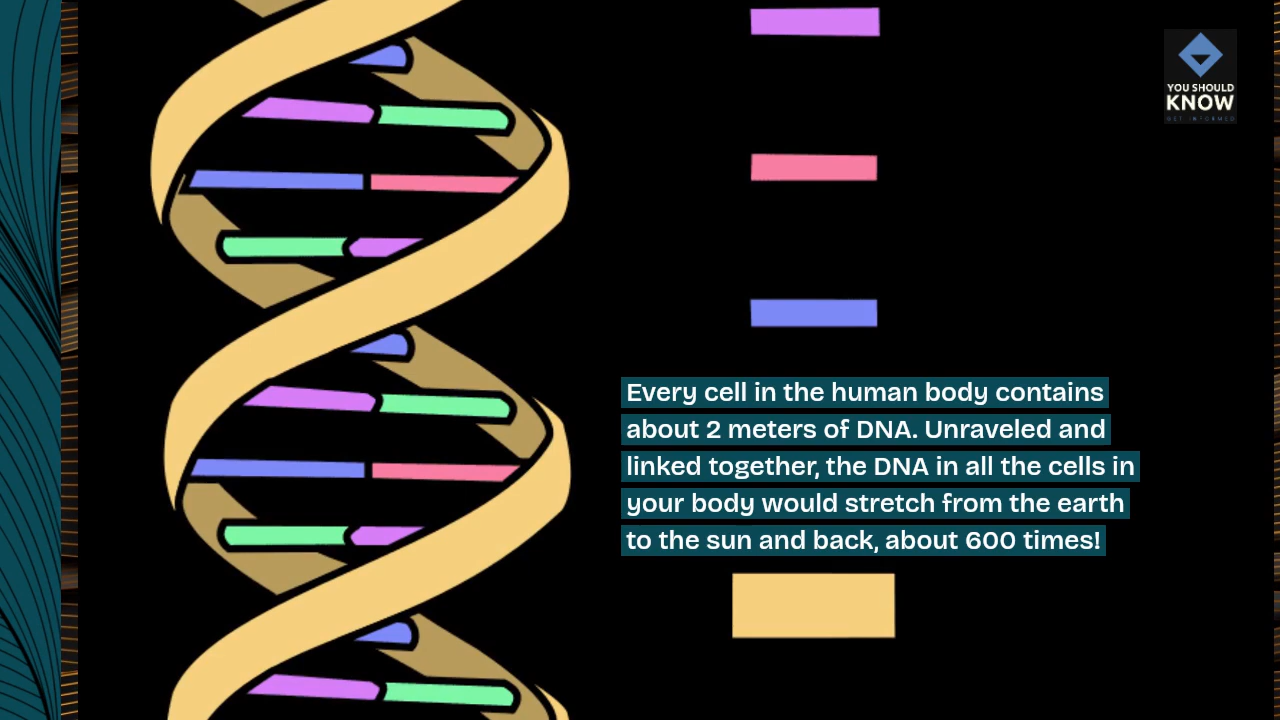 YOU SHOULD
KNOW
GET INFORMED
Every cell in the human body contains
about 2 meters of DNA. Unraveled and
linked together, the DNA in all the cells in
your body would stretch from the earth
to the sun and back, about 600 times!